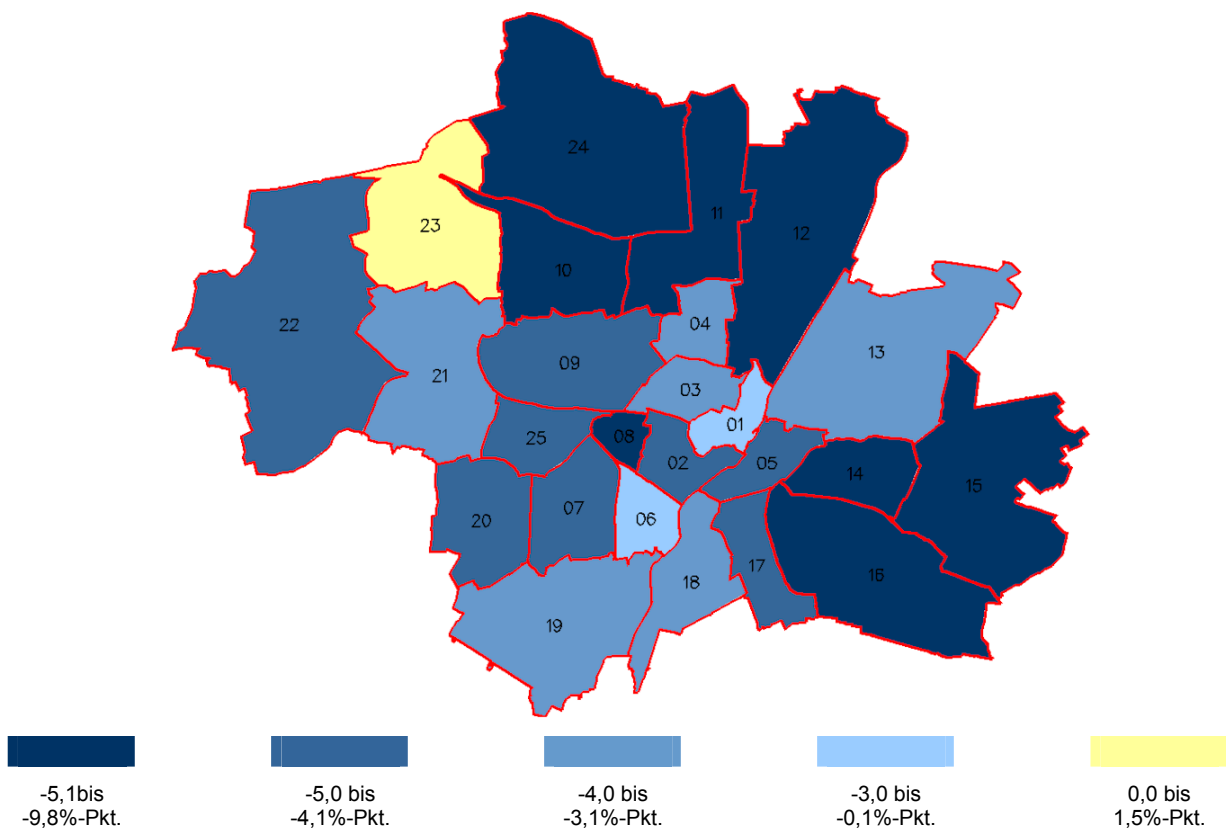 24
11
12
23
10
22
04
13
09
21
03
01
25
08
02
05
14
15
20
07
06
17
16
18
19
-5,1bis
-9,8%-Pkt.
-5,0 bis
-4,1%-Pkt.
-4,0 bis
-3,1%-Pkt.
-3,0 bis
-0,1%-Pkt.
0,0 bis
1,5%-Pkt.